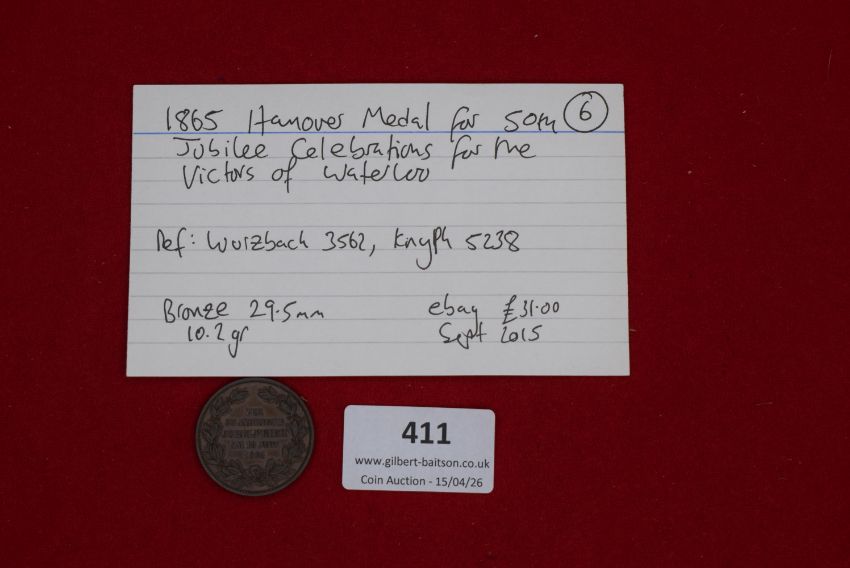 1865 Hanover Medal for 50th 6
Jubilee Celebrations for the
Victors of Waterloo
Ref: Wurzbach 3562, Knyph 5238
Bronze 29.5mm
10.2 gr
ebay £31.00
Sept 2015
411
www.gilbert-baitson.co.uk
Coin Auction - 15/04/26